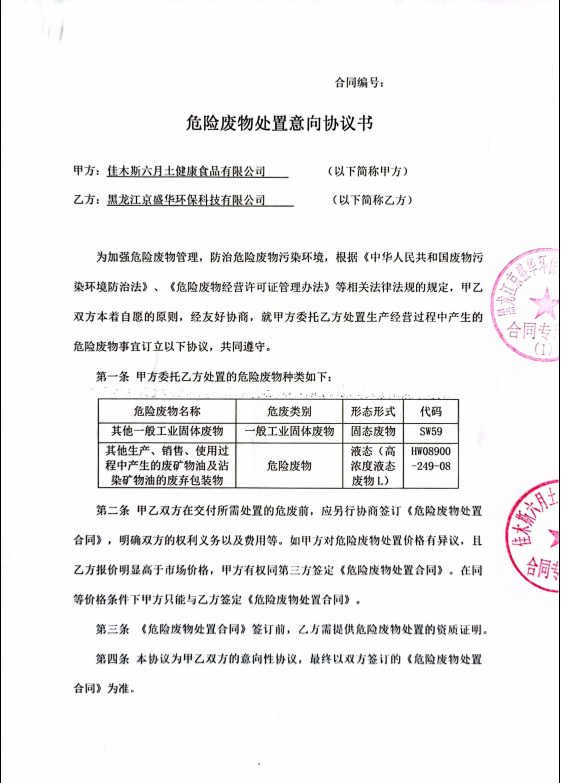 合同编号：
危险废物处置意向协议书
甲方：佳木斯六月土健康食品有限公司 （以下简称甲方）
乙方：黑龙江京盛华环保科技有限公司 （以下简称乙方）
为加强危险废物管理，防治危险废物污染环境，根据《中华人民共和国废物污
染环境防治法》、《危险废物经营许可证管理办法》等相关法律法规的规定，甲乙
双方本着自愿的原则，经友好协商，就甲方委托乙方处置生产经营过程中产生的
危险废物事宜订立以下协议，共同遵守。
第一条 甲方委托乙方处置的危险废物种类如下：
危险废物名称 危废类别 形态形式 代码
其他一般工业固体废物 一般工业固体废物 固态废物 SW59
其他生产、销售、使用过
程中产生的废矿物油及沾
染矿物油的废弃包装物
危险废物
液态（高
浓度液态
废物L）
HW08900
-249-08
第二条 甲乙双方在交付所需处置的危废前，应另行协商签订《危险废物处置
合同》，明确双方的权利义务以及费用等。如甲方对危险废物处置价格有异议，且
乙方报价明显高于市场价格，甲方有权同第三方签定《危险废物处置合同》。在同
等价格条件下甲方只能与乙方签定《危险废物处置合同》。
第三条 《危险废物处置合同》签订前，乙方需提供危险废物处置的资质证明。
第四条 本协议为甲乙双方的意向性协议，最终以双方签订的《危险废物处置
合同》为准。
黑龙江京盛华环
合同专
(1)
佳木斯六月土
合同专